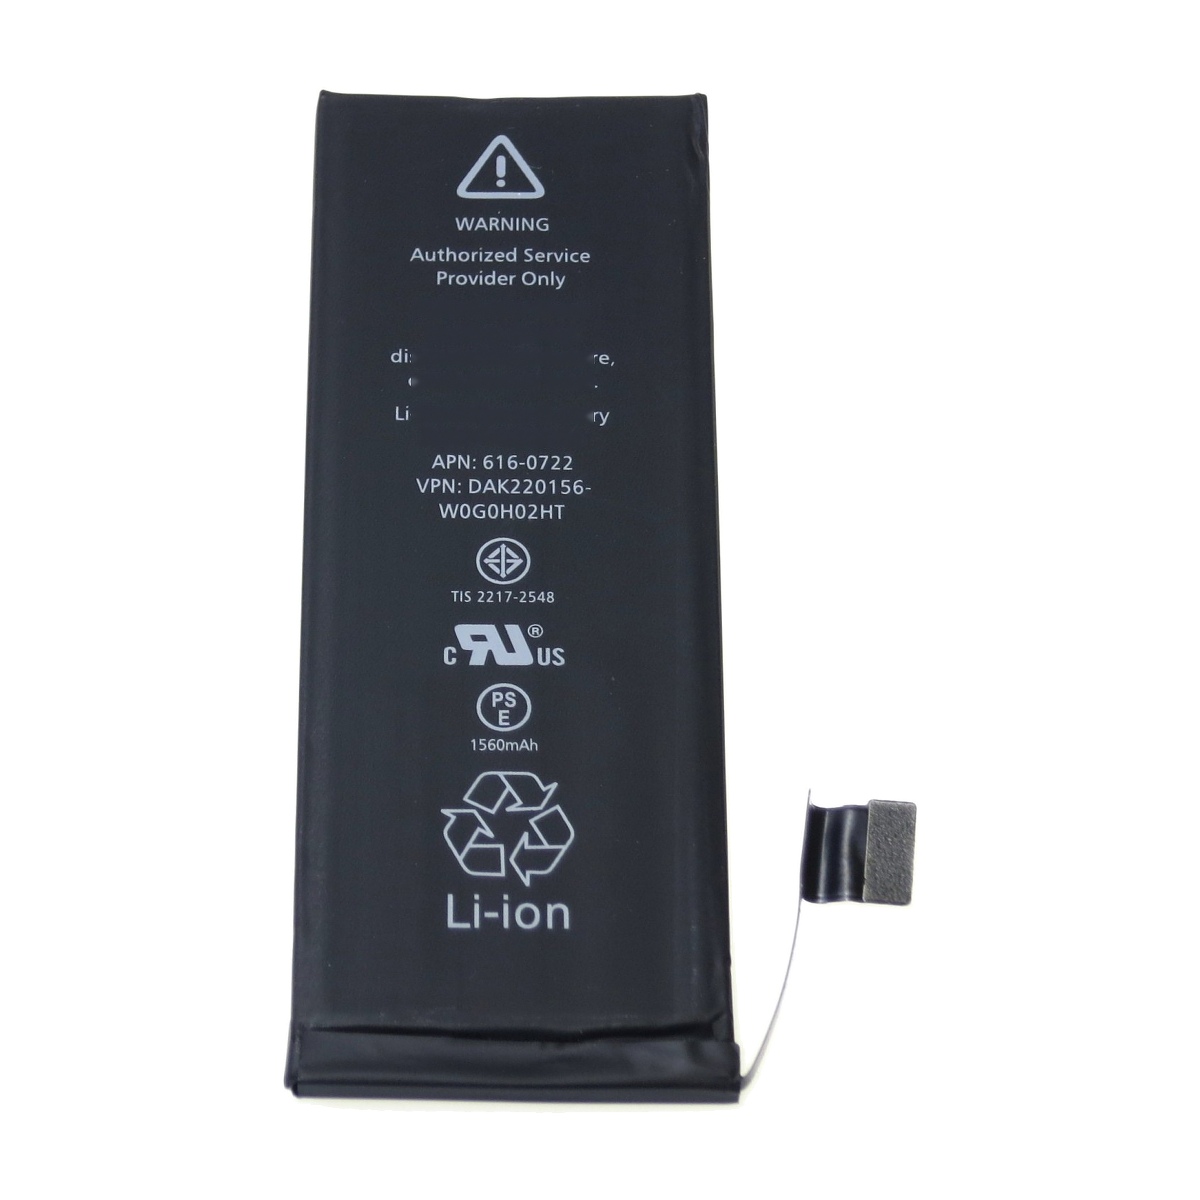 WARNING
Authorized Service
Provider Only
APN: 616-0722
VPN: DAK220156-
W0G0H02HT
TIS 2217-2548
C RU® US
PS
E
1560mAh
Li-ion